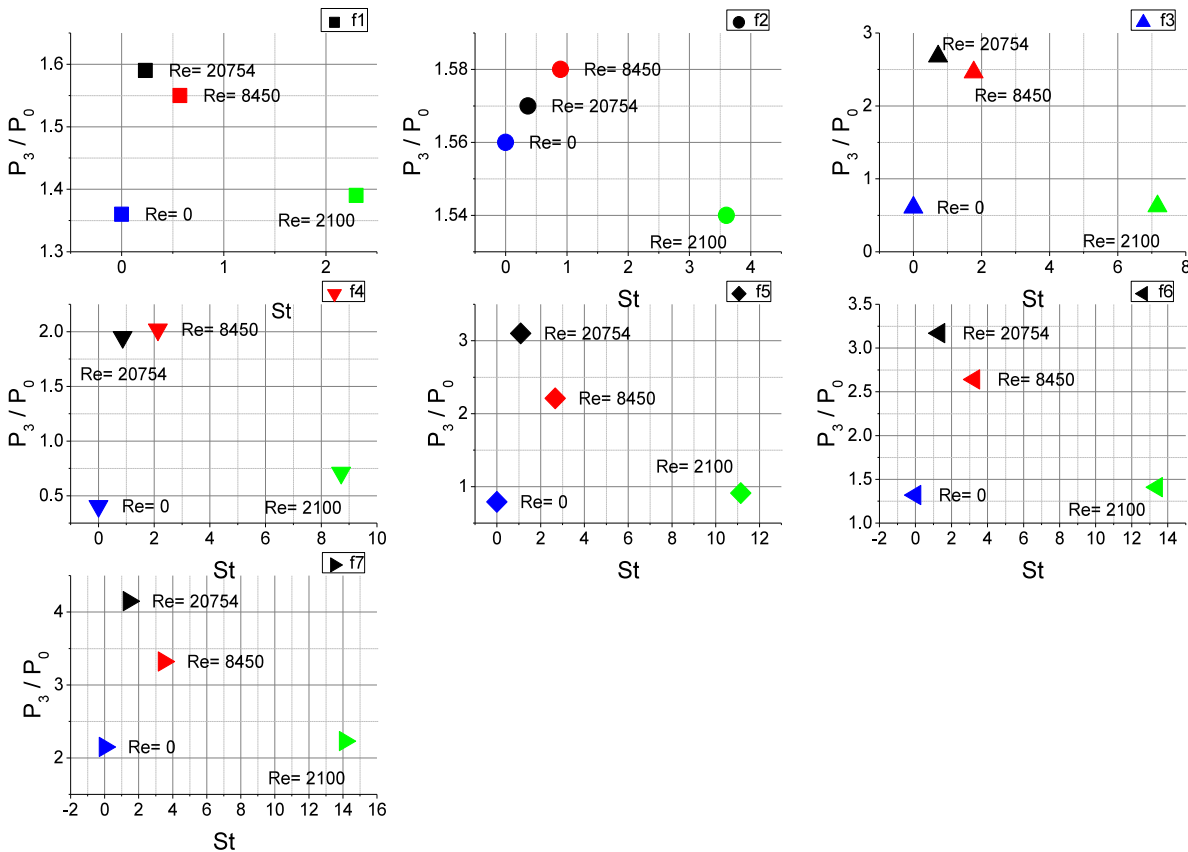 f1
1.6
1.5
1.4
1.3
P3 / P0
Re= 20754
Re= 8450
Re= 0
Re= 2100
0 1 2
St
f2
1.58
1.56
1.54
P3 / P0
Re= 8450
Re= 20754
Re= 0
Re= 2100
0 1 2 3 4
St
f3
3
2
1
0
P3 / P0
Re= 20754
Re= 8450
Re= 0
Re= 2100
0 2 4 6 8
St
f4
2.0
1.5
1.0
0.5
P3 / P0
Re= 8450
Re= 20754
Re= 0
Re= 2100
0 2 4 6 8 10
St
f5
3
2
1
P3 / P0
Re= 8450
Re= 2100
Re= 0
Re= 20754
0 2 4 6 8 10 12
St
f6
3.5
3.0
2.5
2.0
1.5
1.0
P3 / P0
Re= 20754
Re= 8450
Re= 0
Re= 2100
-2 0 2 4 6 8 10 12 14
St
f7
4
3
2
P3 / P0
Re= 20754
Re= 8450
Re= 0
Re= 2100
-2 0 2 4 6 8 10 12 14 16
St